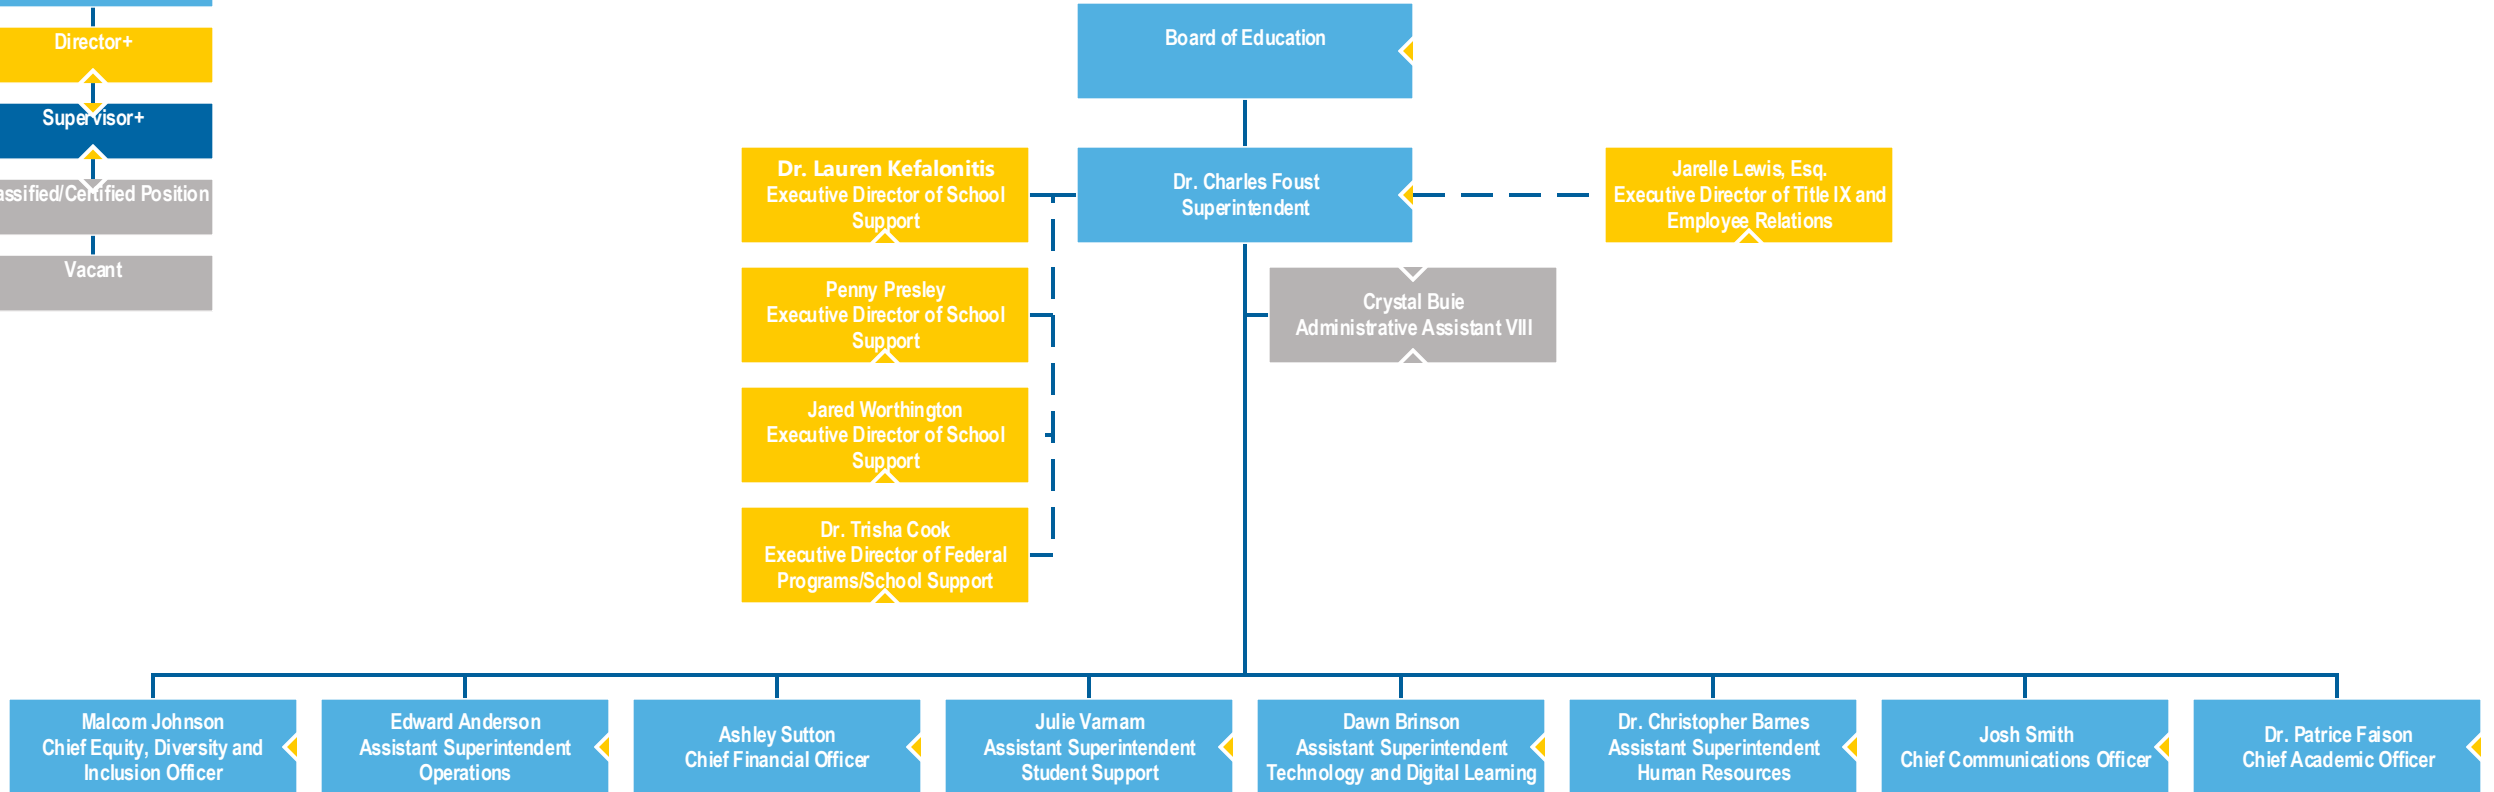 Director+
Supervisor+
assified/Certified Position
Vacant
Board of Education
Dr. Lauren Kefalonitis
Executive Director of School
Support
Dr. Charles Foust
Superintendent
Jarelle Lewis, Esq.
Executive Director of Title IX and
Employee Relations
Penny Presley
Executive Director of School
Support
Crystal Buie
Administrative Assistant VIII
Jared Worthington
Executive Director of School
Support
Dr. Trisha Cook
Executive Director of Federal
Programs/School Support
Malcom Johnson
Chief Equity, Diversity and
Inclusion Officer
Edward Anderson
Assistant Superintendent
Operations
Ashley Sutton
Chief Financial Officer
Julie Varnam
Assistant Superintendent
Student Support
Dawn Brinson
Assistant Superintendent
Technology and Digital Learning
Dr. Christopher Barnes
Assistant Superintendent
Human Resources
Josh Smith
Chief Communications Officer
Dr. Patrice Faison
Chief Academic Officer